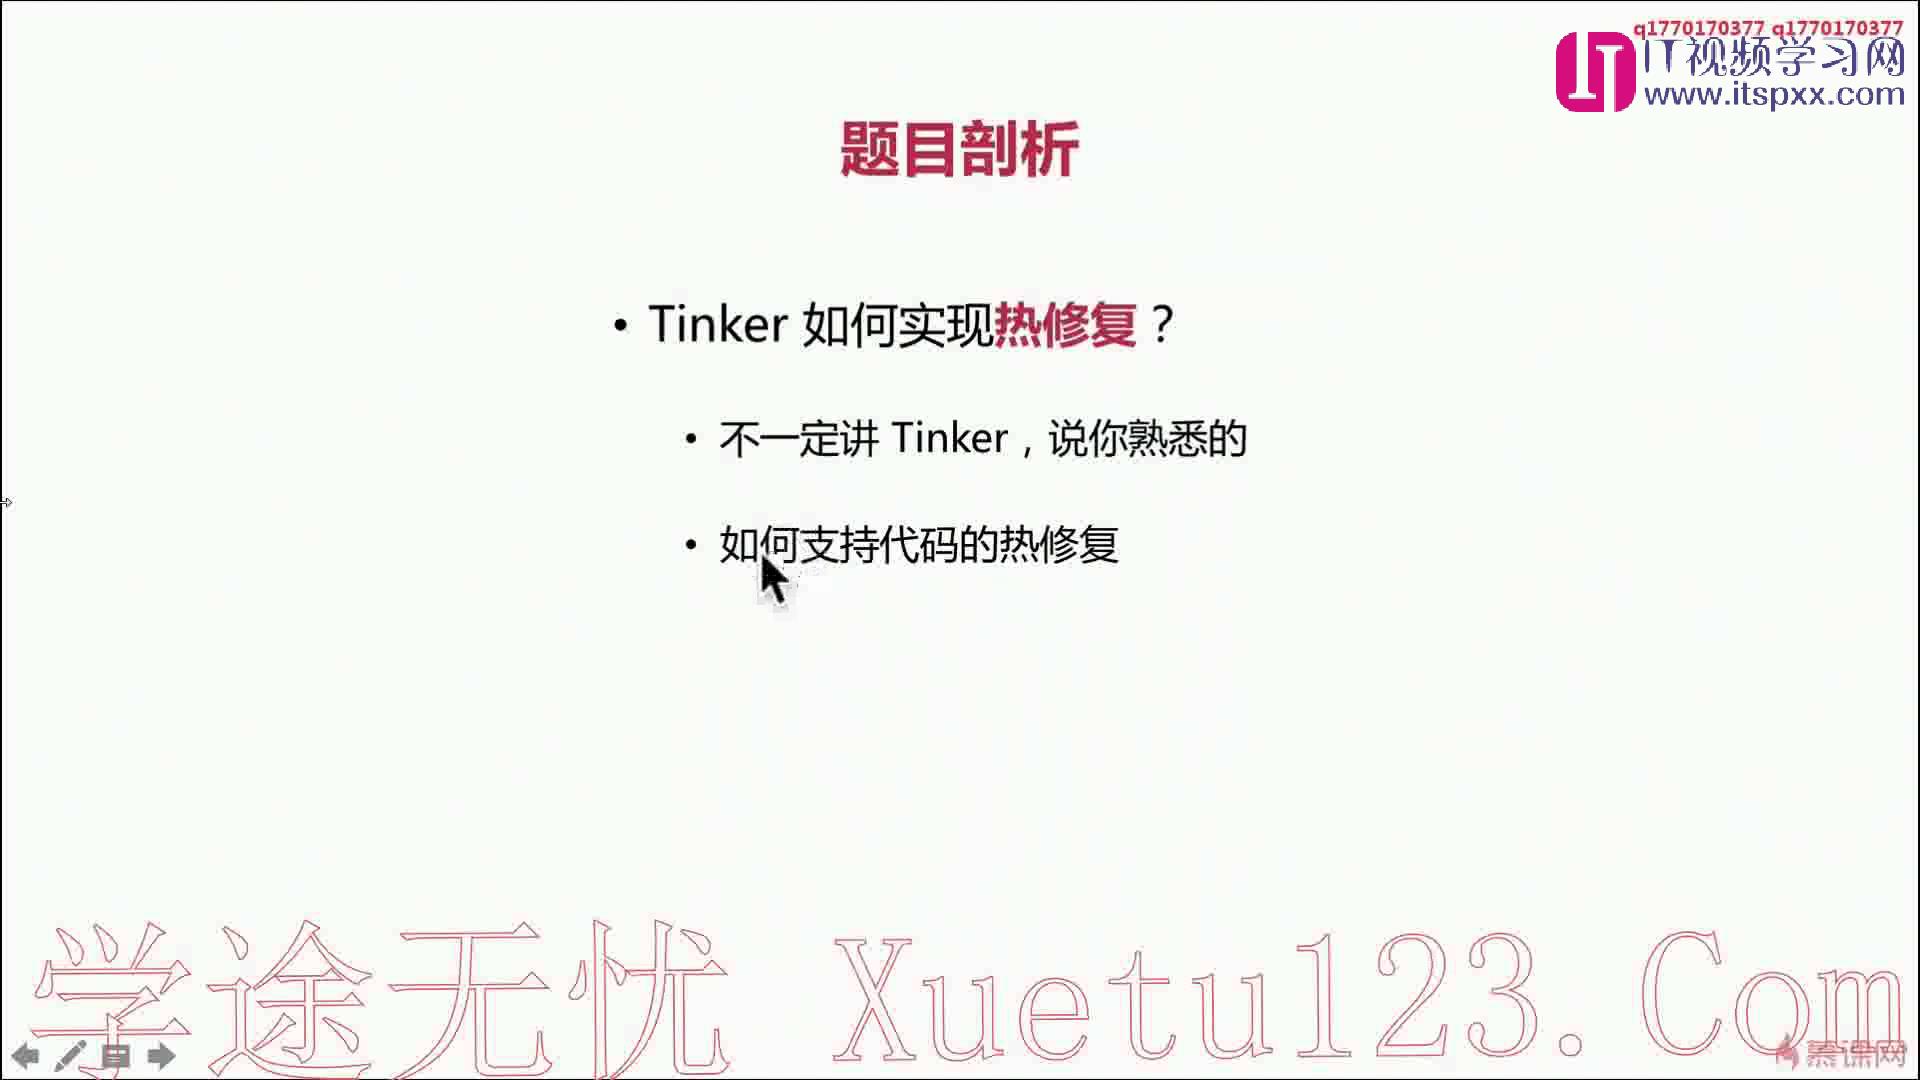 q1770170377 q1770170377
IT视频学习网
www.itspxx.com
题目剖析
• Tinker 如何实现热修复？
• 不一定讲 Tinker，说你熟悉的
• 如何支持代码的热修复
学途无忧 Xuetu123.Com
慕课网